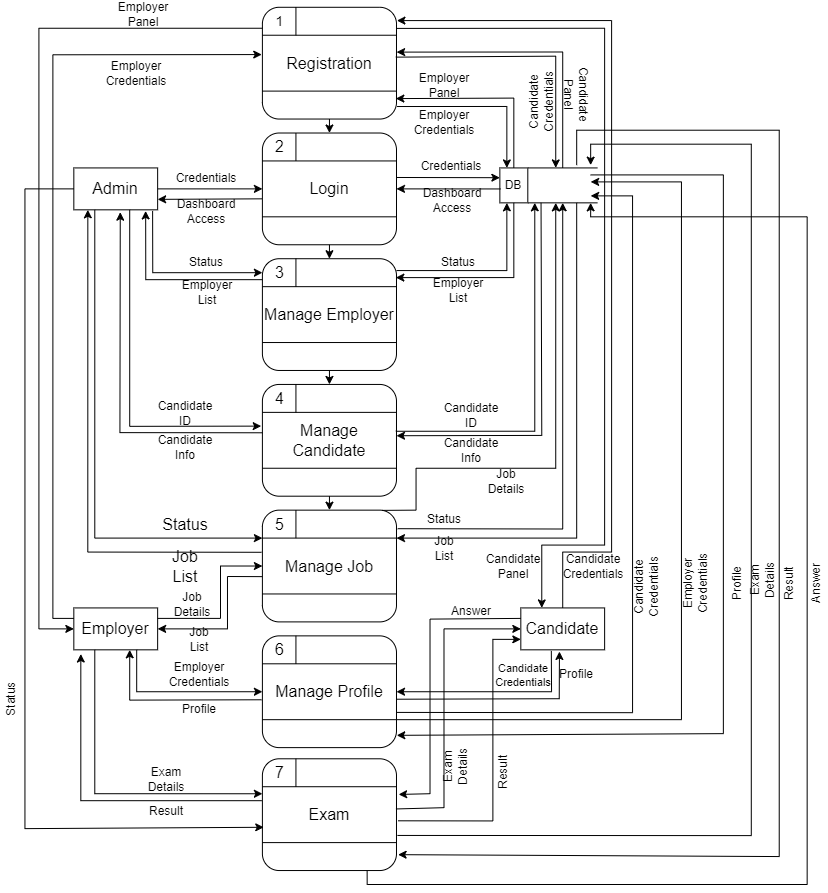 Employer
Panel
1
Registration
Employer
Credentials
Employer
Panel
Employer
Credentials
Candidate
Credentials
Candidate
Panel
2
Login
Admin
Credentials
Dashboard
Access
Credentials
Dashboard
Access
DB
3
Manage Employer
Status
Employer
List
Status
Employer
List
4
Manage
Candidate
Candidate
ID
Candidate
Info
Candidate
ID
Candidate
Info
Job
Details
5
Manage Job
Status
Job
List
Status
Job
List
Candidate
Panel
Candidate
Credentials
Candidate
Credentials
Employer
Credentials
Profile
Exam
Details
Result
Answer
Job
Details
Job
List
Employer
Answer
Candidate
6
Manage Profile
Employer
Credentials
Profile
Candidate
Credentials
Profile
Status
7
Exam
Exam
Details
Result
Exam
Details
Result